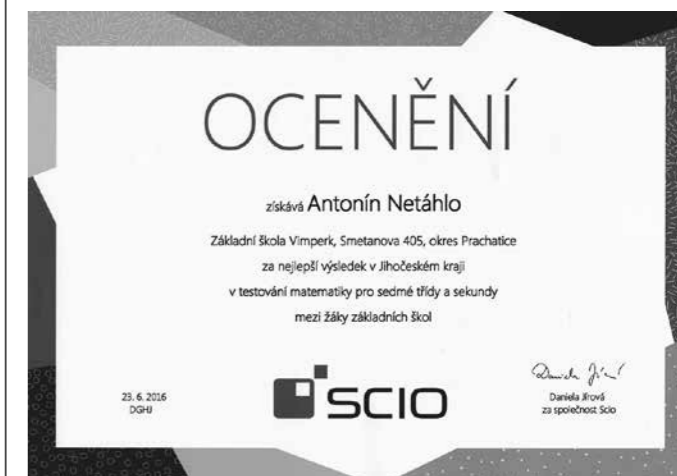 OCENĚNÍ
získává Antonín Netáhlo
Základní škola Vimperk, Smetanova 405, okres Prachatice
za nejlepší výsledek v Jihočeském kraji
v testování matematiky pro sedmé třídy a sekundy
mezi žáky základních škol
23. 6. 2016
DGHJ
SCIO
Daniela Jírová
za společnost Scio